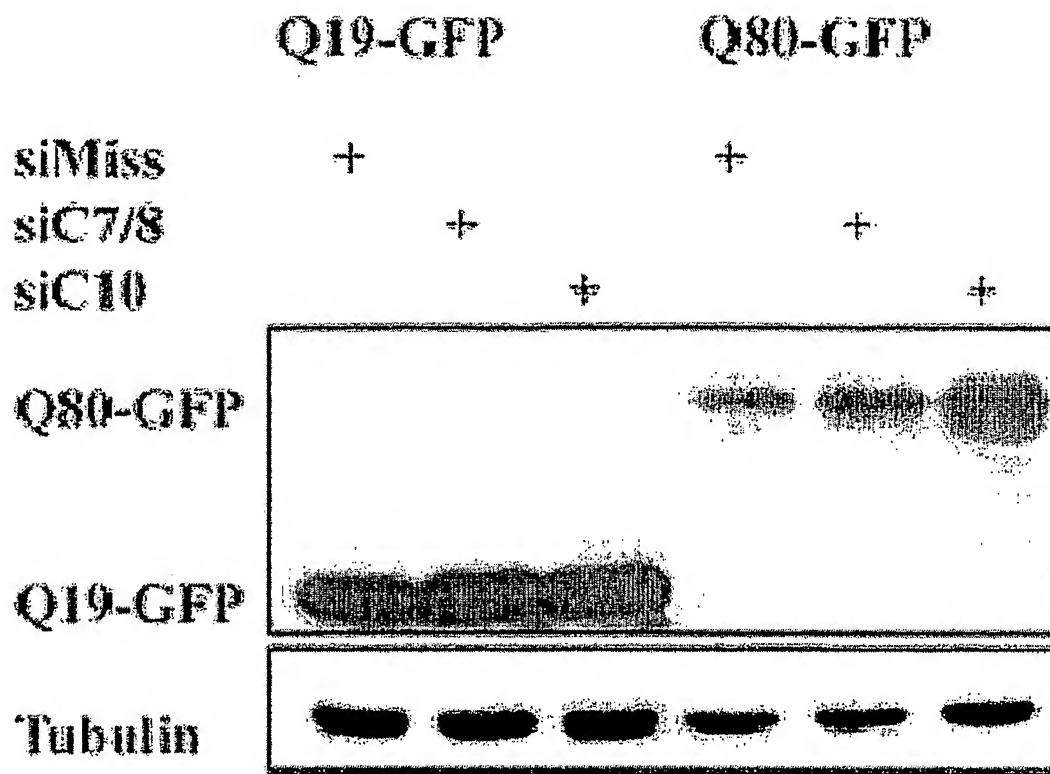 Q19-GFP Q80-GFP
siMiss + +
siC7/8 + +
siC10 + +
Q80-GFP
Q19-GFP
Tubulin